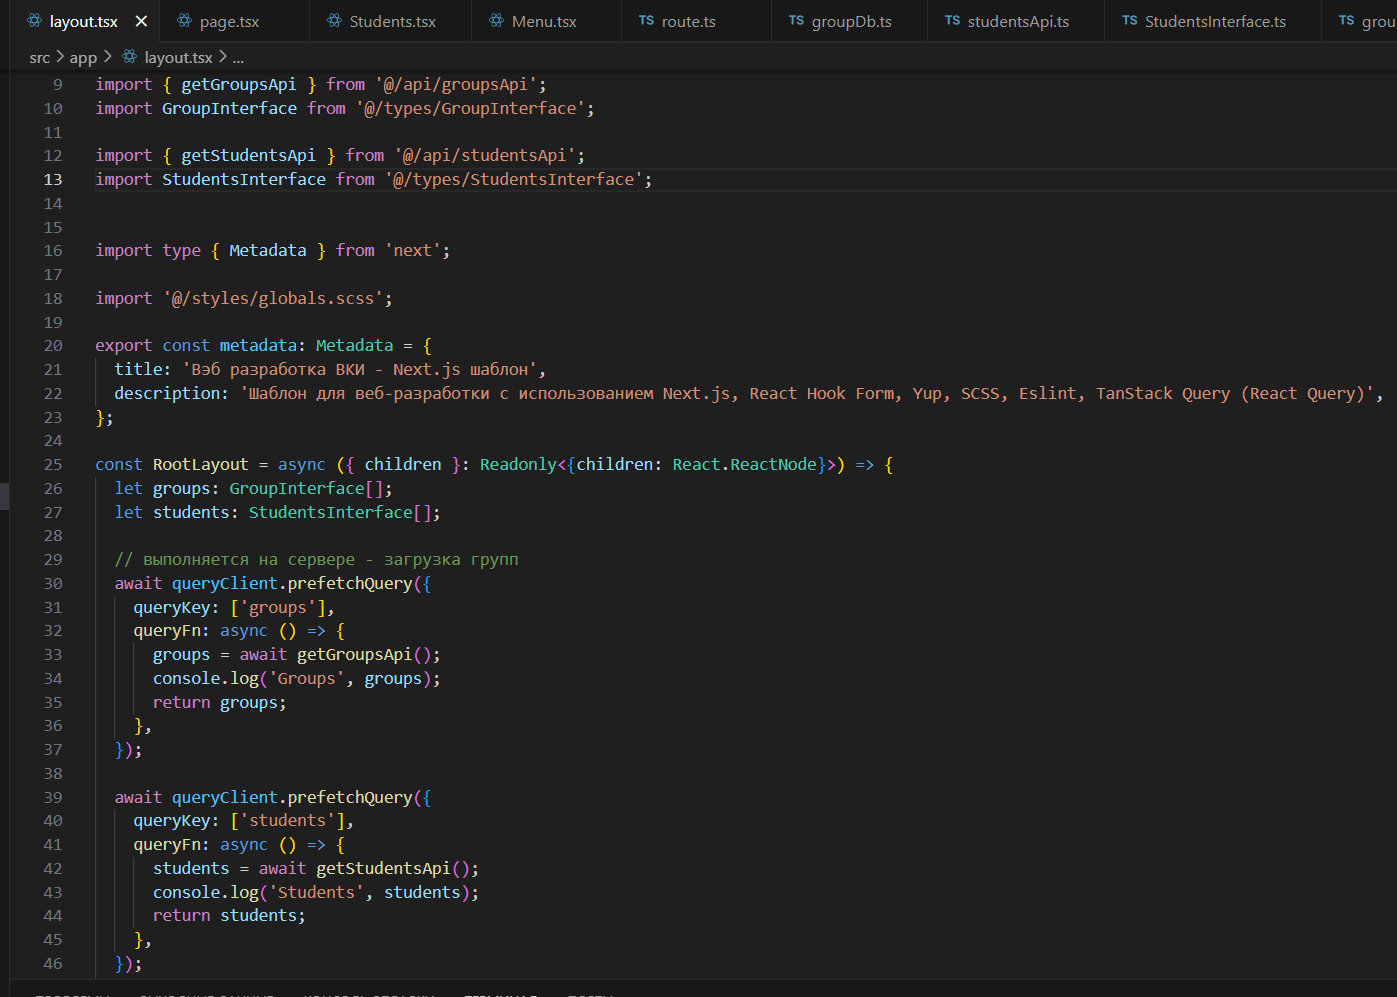 layout.tsx page.tsx Students.tsx Menu.tsx TS route.ts TS groupDb.ts TS studentsApi.ts TS StudentsInterface.ts TS grou
src > app > layout.tsx > ...
9 import { getGroupsApi } from '@/api/groupsApi';
10 import GroupInterface from '@/types/GroupInterface';
11
12 import { getStudentsApi } from '@/api/studentsApi';
13 import StudentsInterface from '@/types/StudentsInterface';
14
15
16 import type { Metadata } from 'next';
17
18 import '@/styles/globals.scss';
19
20 export const metadata: Metadata = {
21   title: 'Вэб разработка ВКИ - Next.js шаблон',
22   description: 'Шаблон для веб-разработки с использованием Next.js, React Hook Form, Yup, SCSS, Eslint, TanStack Query (React Query)',
23 };
24
25 const RootLayout = async ({ children }: Readonly<{children: React.ReactNode}>) => {
26   let groups: GroupInterface[];
27   let students: StudentsInterface[];
28
29   // выполняется на сервере - загрузка групп
30   await queryClient.prefetchQuery({
31     queryKey: ['groups'],
32     queryFn: async () => {
33       groups = await getGroupsApi();
34       console.log('Groups', groups);
35       return groups;
36     },
37   });
38
39   await queryClient.prefetchQuery({
40     queryKey: ['students'],
41     queryFn: async () => {
42       students = await getStudentsApi();
43       console.log('Students', students);
44       return students;
45     },
46   });